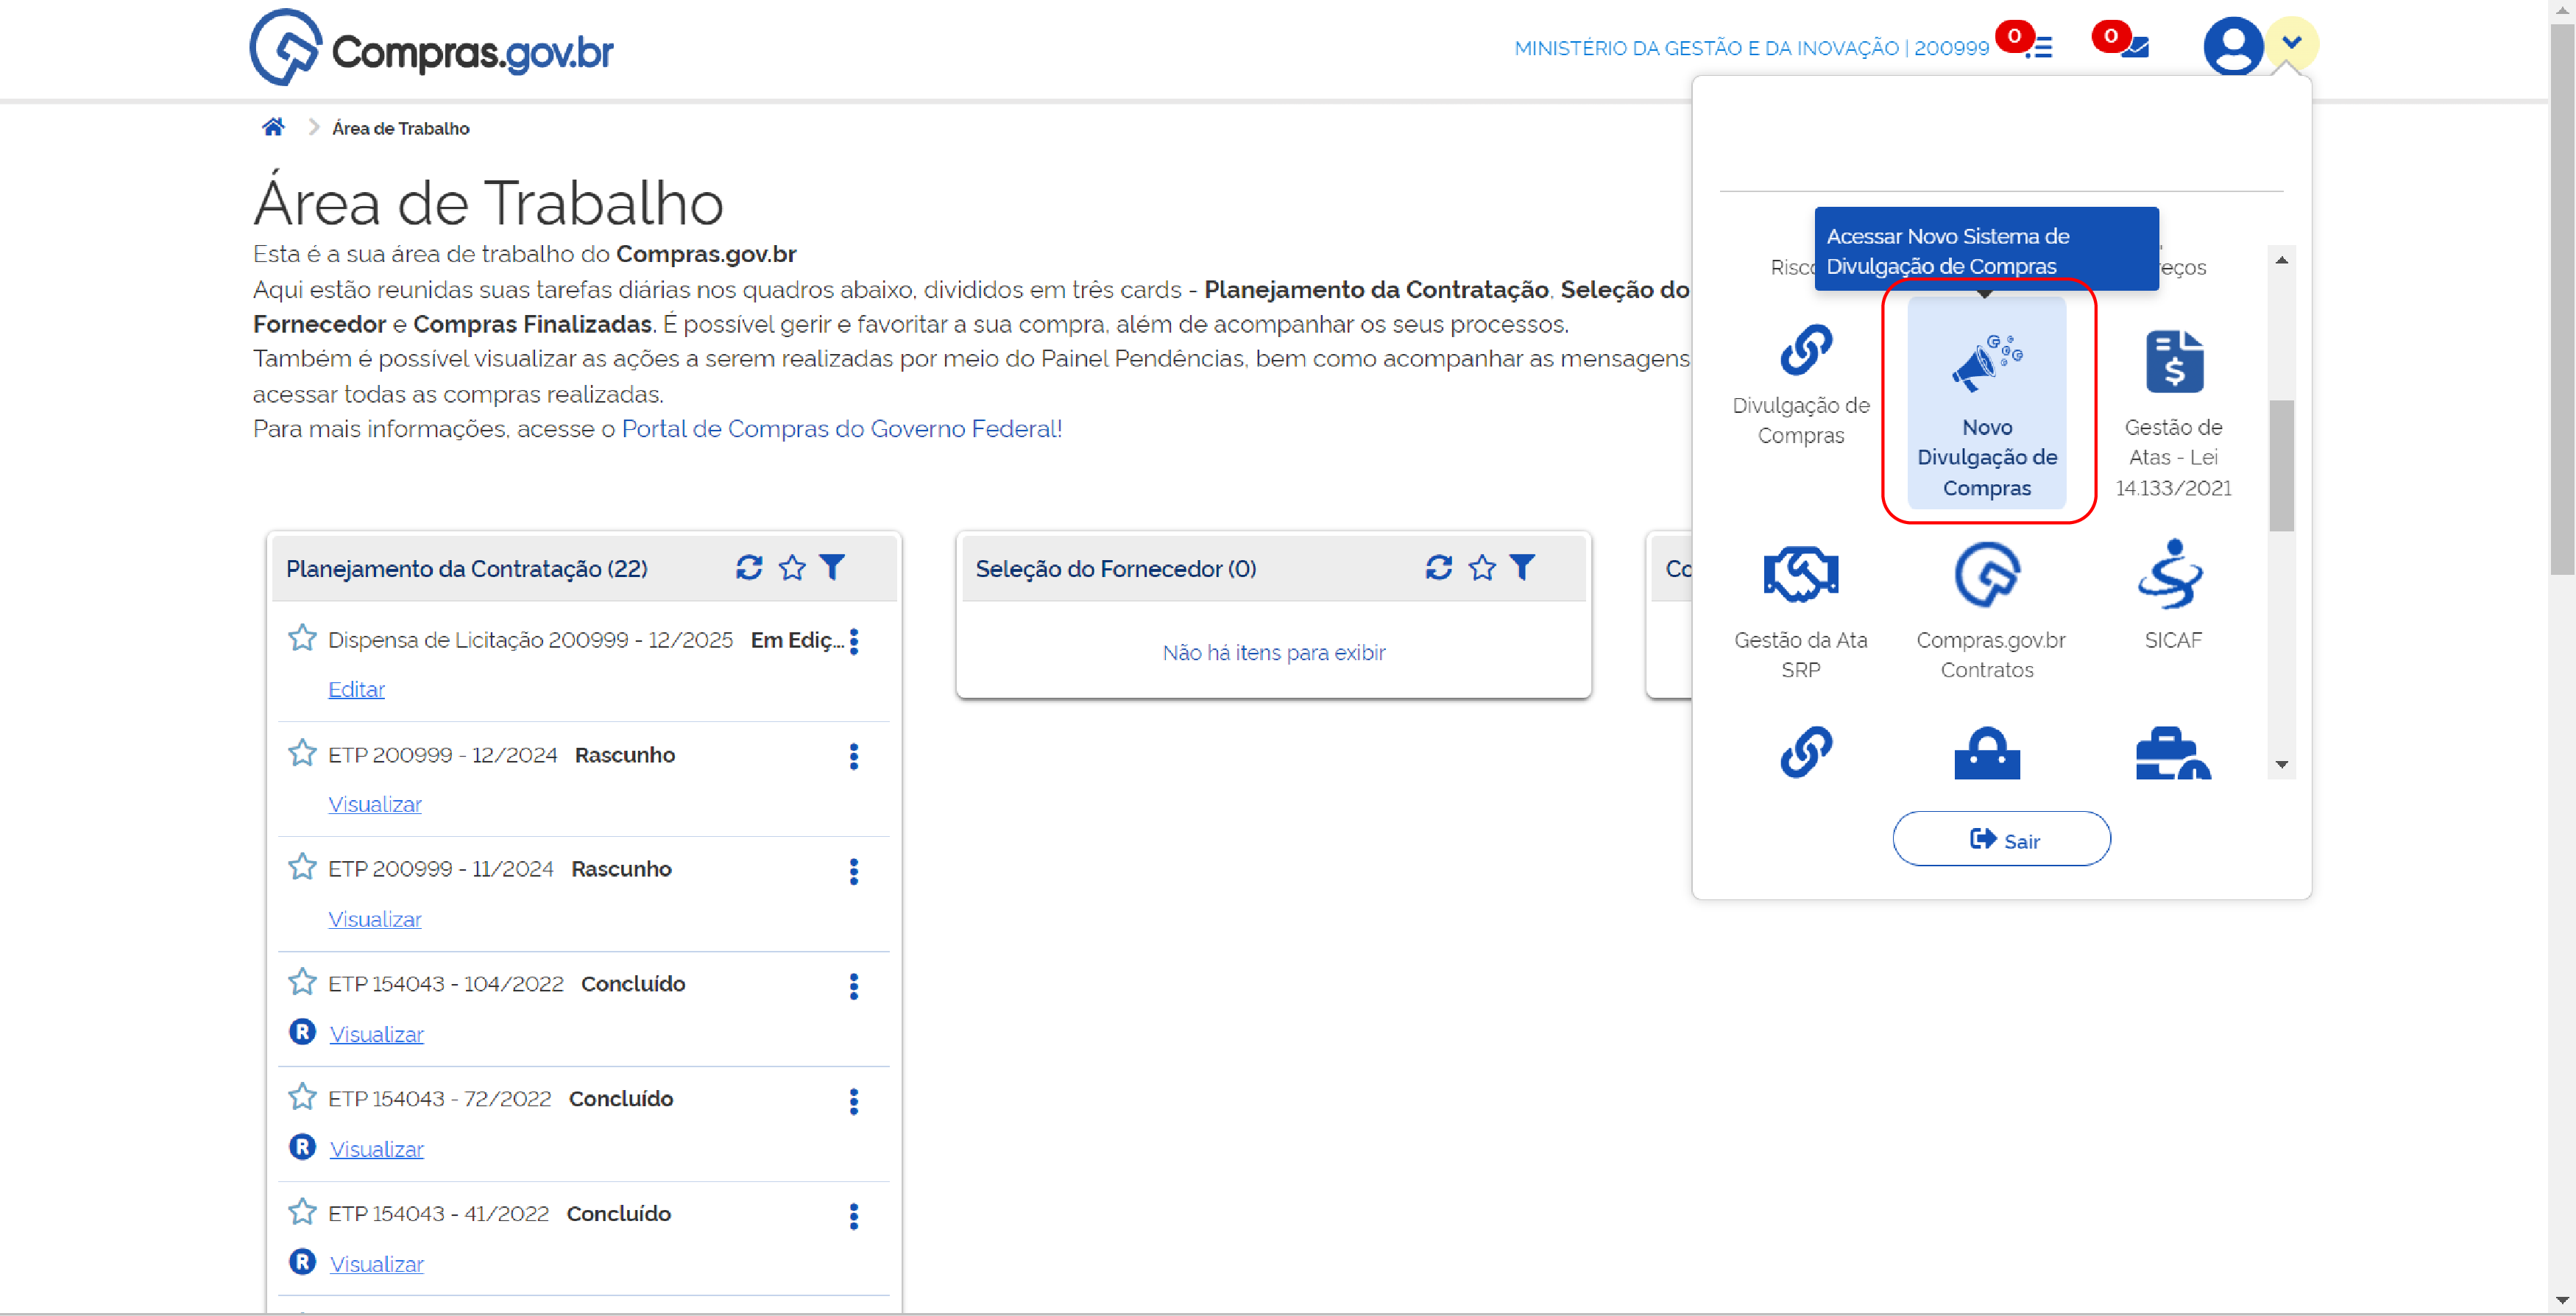 Compras.gov.br
MINISTÉRIO DA GESTÃO E DA INOVAÇÃO | 200999
0
0
Área de Trabalho
Área de Trabalho
Esta é a sua área de trabalho do Compras.gov.br
Aqui estão reunidas suas tarefas diárias nos quadros abaixo, divididos em três cards - Planejamento da Contratação, Seleção do
Fornecedor e Compras Finalizadas. É possível gerir e favoritar a sua compra, além de acompanhar os seus processos.
Também é possível visualizar as ações a serem realizadas por meio do Painel Pendências, bem como acompanhar as mensagens
acessar todas as compras realizadas.
Para mais informações, acesse o Portal de Compras do Governo Federal!
Planejamento da Contratação (22)
Dispensa de Licitação 200999 - 12/2025 Em Ediç...
Editar
ETP 200999 - 12/2024 Rascunho
Visualizar
ETP 200999 - 11/2024 Rascunho
Visualizar
ETP 154043 - 104/2022 Concluído
R Visualizar
ETP 154043 - 72/2022 Concluído
R Visualizar
ETP 154043 - 41/2022 Concluído
R Visualizar
Seleção do Fornecedor (0)
Não há itens para exibir
Co
Acessar Novo Sistema de
Divulgação de Compras
Divulgação de
Compras
Novo
Divulgação de
Compras
Gestão de
Atas - Lei
14.133/2021
Gestão da Ata
SRP
Compras.gov.br
Contratos
SICAF
Sair